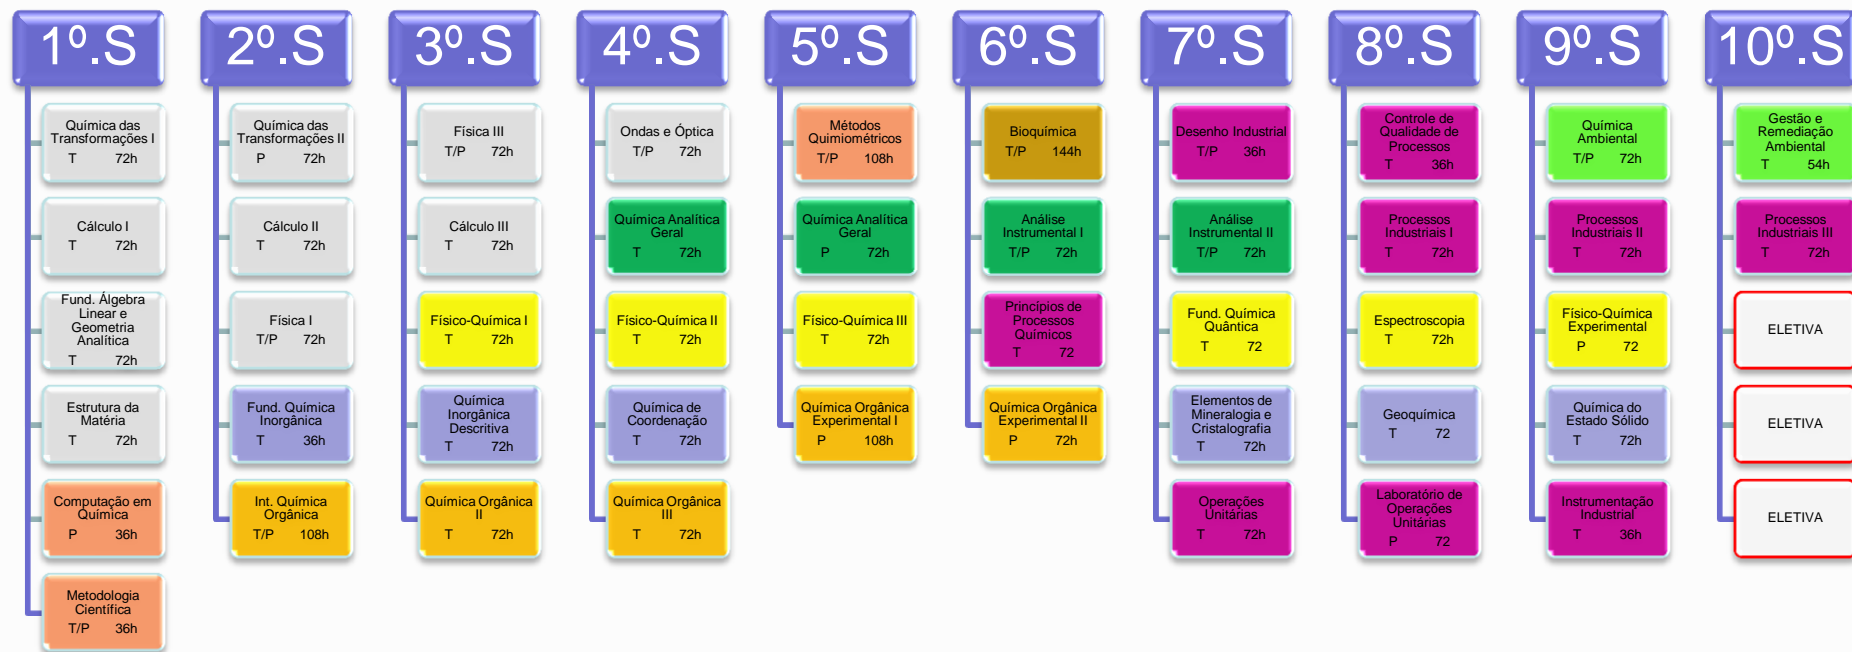 1º.S
Química das
Transformações I
T 72h
Cálculo I
T 72h
Fund. Álgebra
Linear e
Geometria
Analítica
T 72h
Estrutura da
Matéria
T 72h
Computação em
Química
P 36h
Metodologia
Científica
T/P 36h
2º.S
Química das
Transformações II
P 72h
Cálculo II
T 72h
Física I
T/P 72h
Fund. Química
Inorgânica
T 36h
Int. Química
Orgânica
T/P 108h
3º.S
Física III
T/P 72h
Cálculo III
T 72h
Físico-Química I
T 72h
Química
Inorgânica
Descritiva
T 72h
Química Orgânica
II
T 72h
4º.S
Ondas e Óptica
T/P 72h
Química Analítica
Geral
T 72h
Físico-Química II
T 72h
Química de
Coordenação
T 72h
Química Orgânica
III
T 72h
5º.S
Métodos
Quimiométricos
T/P 108h
Química Analítica
Geral
P 72h
Físico-Química III
T 72h
Química Orgânica
Experimental I
P 108h
6º.S
Bioquímica
T/P 144h
Análise
Instrumental I
T/P 72h
Princípios de
Processos
Químicos
T 72
Química Orgânica
Experimental II
P 72h
7º.S
Desenho Industrial
T/P 36h
Análise
Instrumental II
T/P 72h
Fund. Química
Quântica
T 72
Elementos de
Mineralogia e
Cristalografia
T 72h
Operações
Unitárias
T 72h
8º.S
Controle de
Qualidade de
Processos
T 36h
Processos
Industriais I
T 72h
Espectroscopia
T 72h
Geoquímica
T 72
Laboratório de
Operações
Unitárias
P 72
9º.S
Química
Ambiental
T/P 72h
Processos
Industriais II
T 72h
Físico-Química
Experimental
P 72
Química do
Estado Sólido
T 72h
Instrumentação
Industrial
T 36h
10º.S
Gestão e
Remediação
Ambiental
T 54h
Processos
Industriais III
T 72h
ELETIVA
ELETIVA
ELETIVA